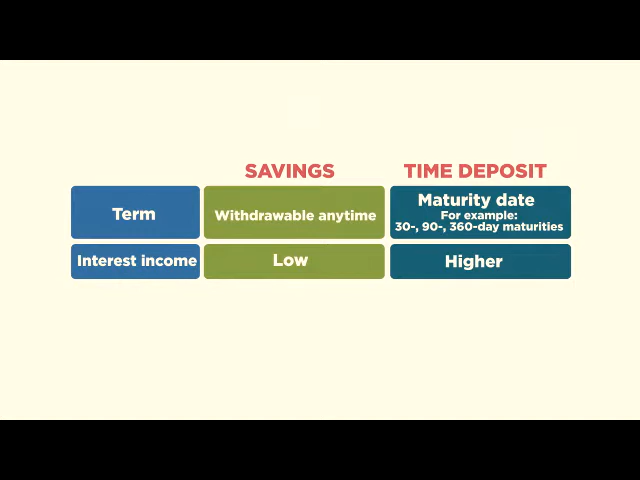 SAVINGS TIME DEPOSIT
Term Withdrawable anytime Maturity date
For example:
30-, 90-, 360-day maturities
Interest income Low Higher